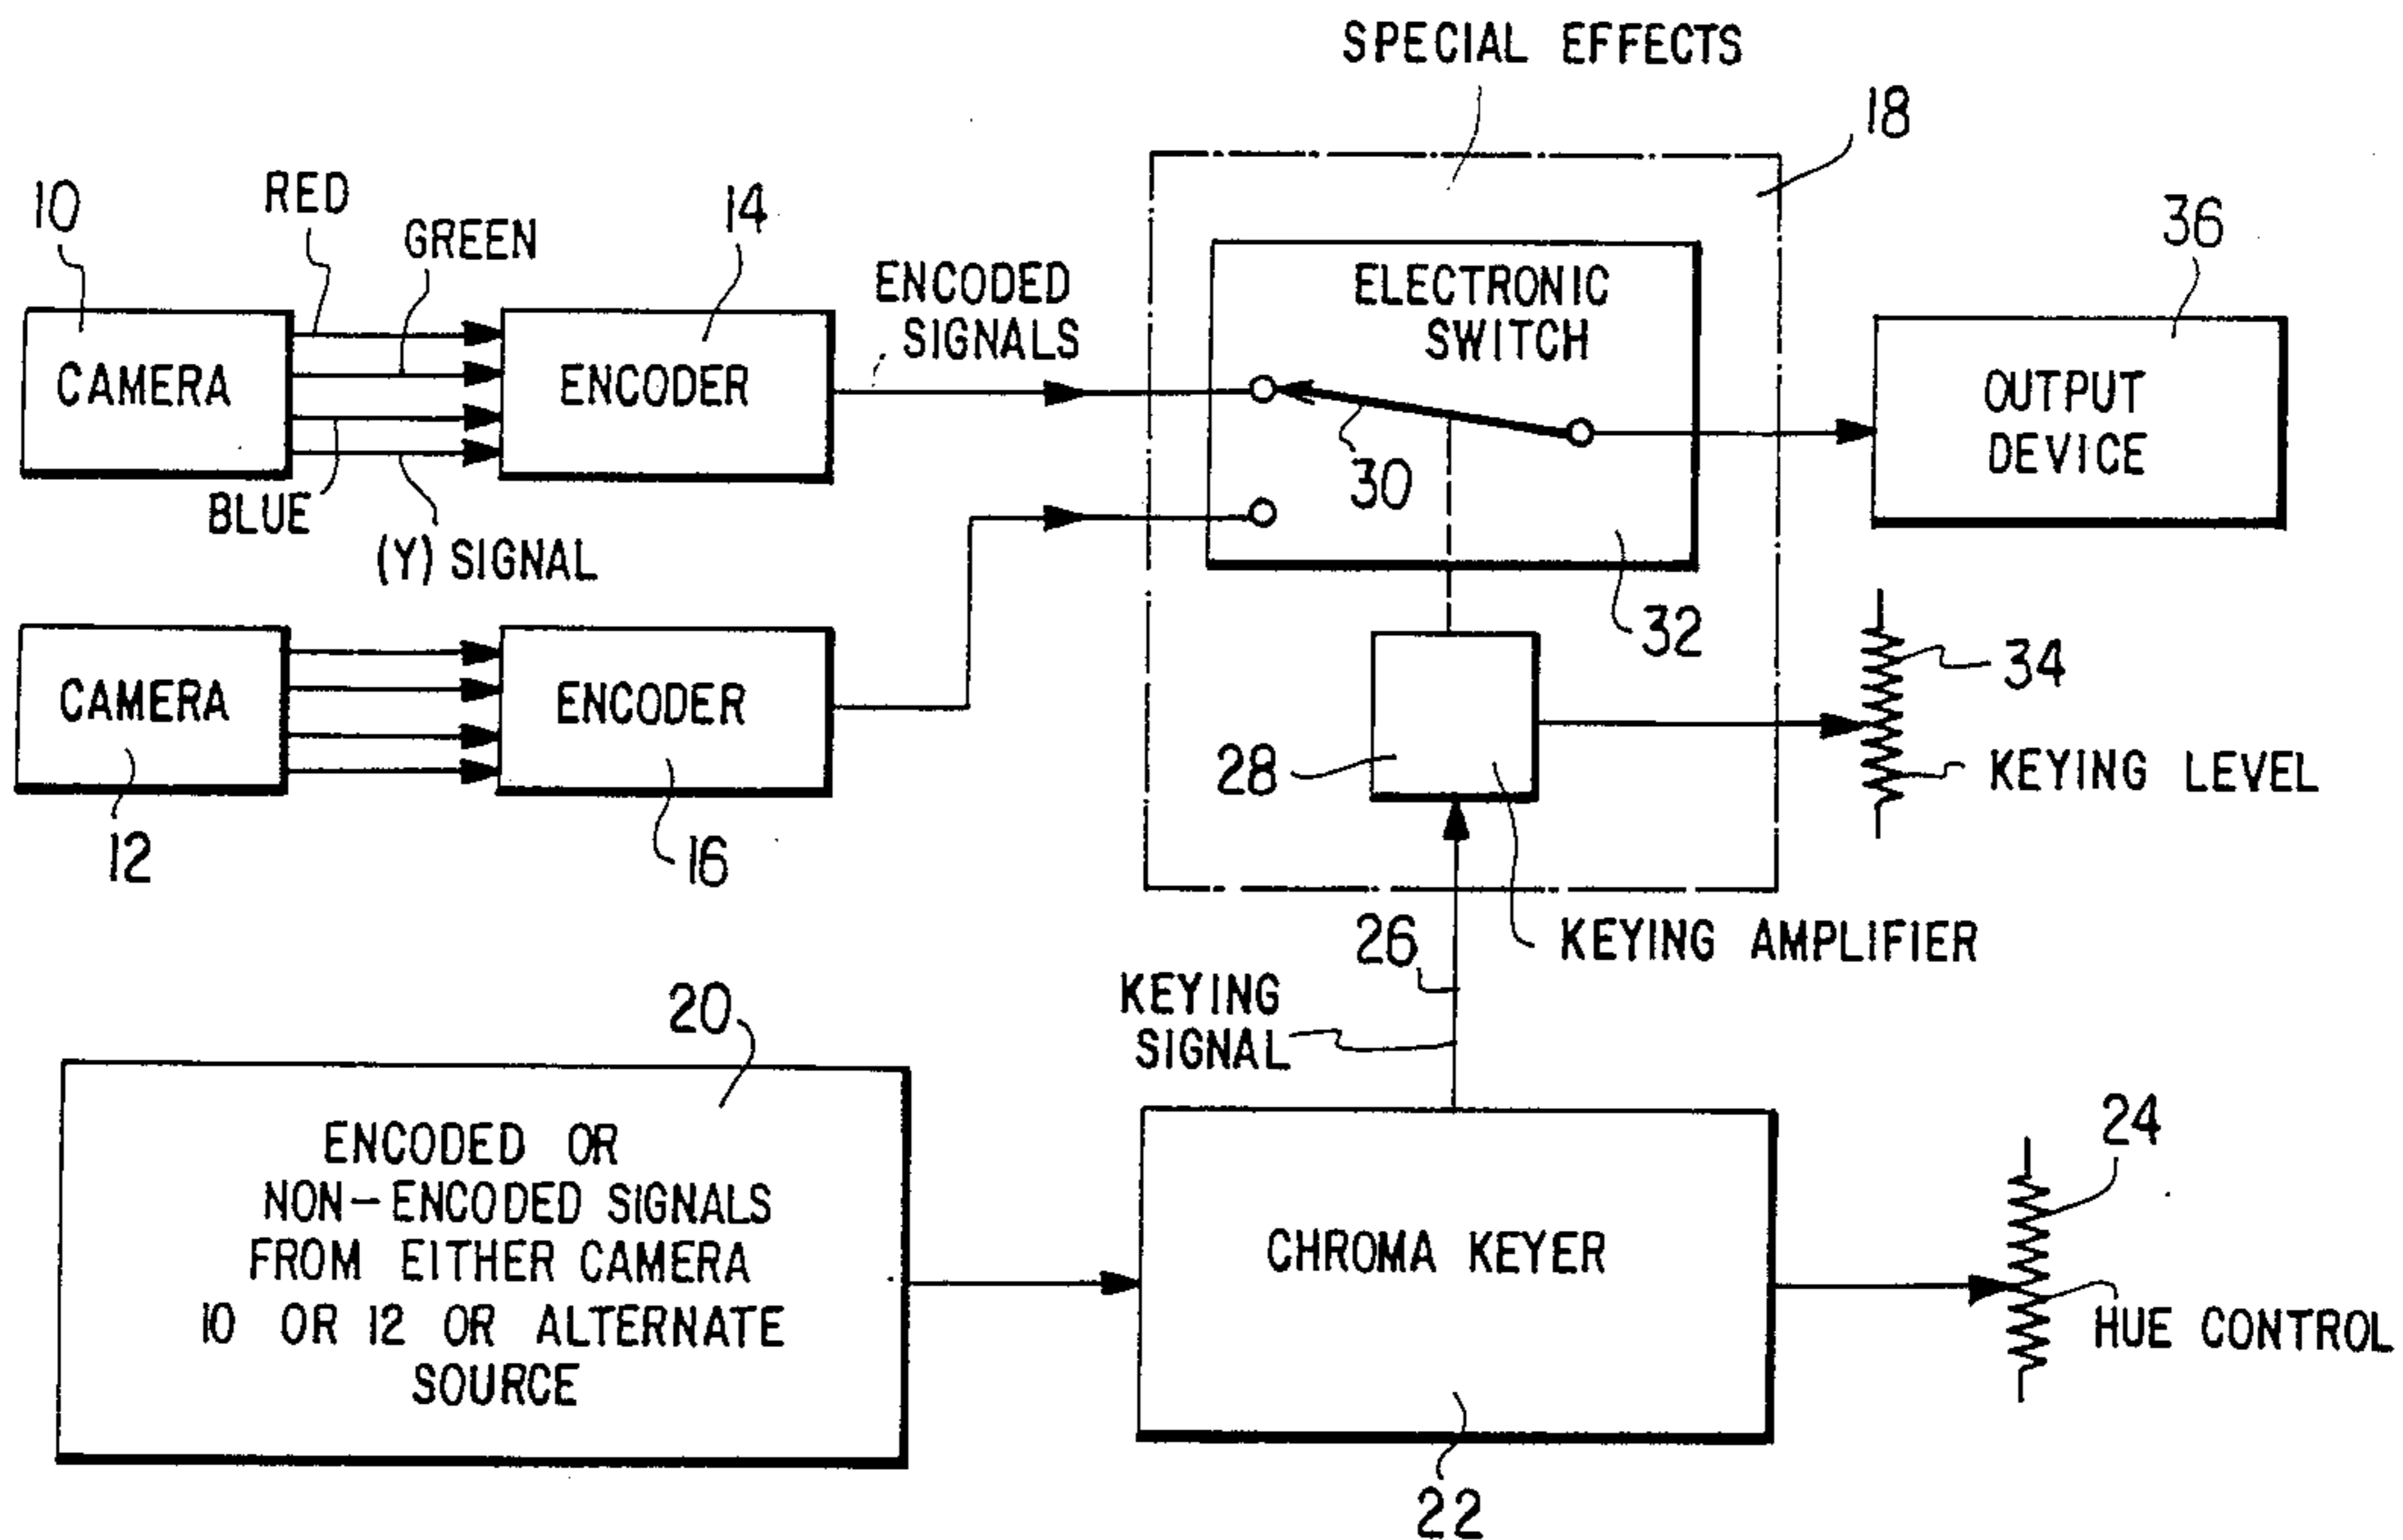 SPECIAL EFFECTS
18
10
RED
GREEN
14
ENCODED
SIGNALS
36
CAMERA
ENCODER
ELECTRONIC
SWITCH
OUTPUT
DEVICE
30
BLUE
(Y) SIGNAL
32
34
CAMERA
ENCODER
28
KEYING LEVEL
12
16
26
KEYING AMPLIFIER
KEYING
SIGNAL
20
ENCODED OR
NON-ENCODED SIGNALS
FROM EITHER CAMERA
10 OR 12 OR ALTERNATE
SOURCE
CHROMA KEYER
24
HUE CONTROL
22